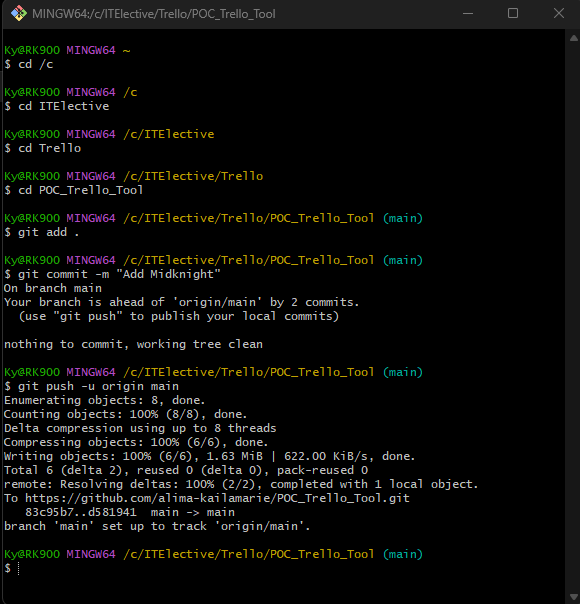 MINGW64:/c/ITElective/Trello/POC_Trello_Tool
Ky@RK900 MINGW64 ~
$ cd /c
Ky@RK900 MINGW64 /c
$ cd ITElective
Ky@RK900 MINGW64 /c/ITElective
$ cd Trello
Ky@RK900 MINGW64 /c/ITElective/Trello
$ cd POC_Trello_Tool
Ky@RK900 MINGW64 /c/ITElective/Trello/POC_Trello_Tool (main)
$ git add .
Ky@RK900 MINGW64 /c/ITElective/Trello/POC_Trello_Tool (main)
$ git commit -m "Add Midknight"
On branch main
Your branch is ahead of 'origin/main' by 2 commits.
  (use "git push" to publish your local commits)
nothing to commit, working tree clean
Ky@RK900 MINGW64 /c/ITElective/Trello/POC_Trello_Tool (main)
$ git push -u origin main
Enumerating objects: 8, done.
Counting objects: 100% (8/8), done.
Delta compression using up to 8 threads
Compressing objects: 100% (6/6), done.
Writing objects: 100% (6/6), 1.63 MiB | 622.00 KiB/s, done.
Total 6 (delta 2), reused 0 (delta 0), pack-reused 0
remote: Resolving deltas: 100% (2/2), completed with 1 local object.
To https://github.com/alima-kailamarie/POC_Trello_Tool.git
   83c95b7..d581941  main -> main
branch 'main' set up to track 'origin/main'.
Ky@RK900 MINGW64 /c/ITElective/Trello/POC_Trello_Tool (main)
$